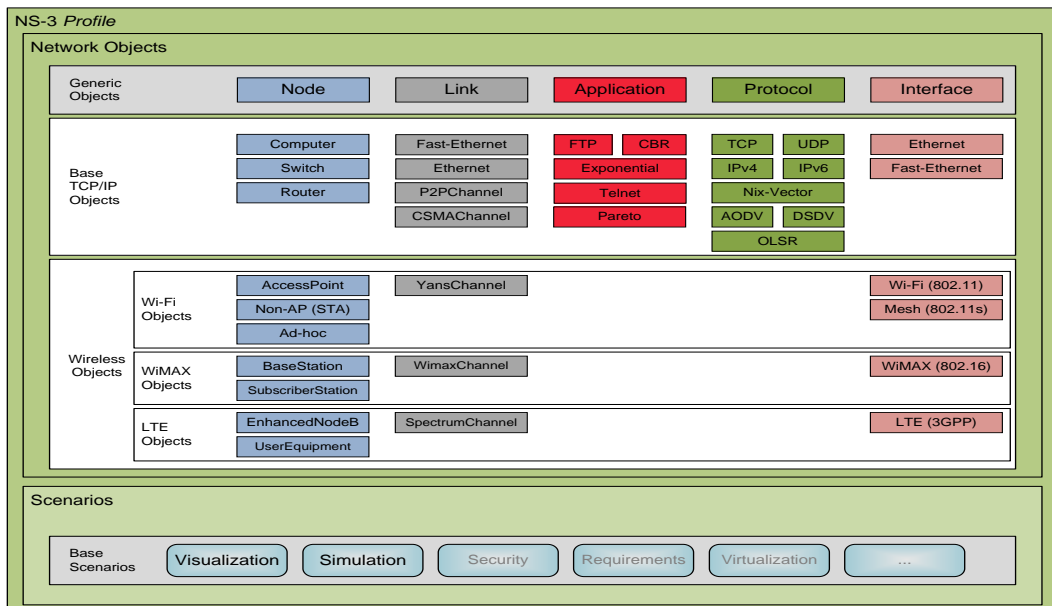 NS-3 Profile
Network Objects
Generic
Objects
Node
Link
Application
Protocol
Interface
Base
TCP/IP
Objects
Computer
Switch
Router
Fast-Ethernet
Ethernet
P2PChannel
CSMAChannel
FTP
CBR
Exponential
Telnet
Pareto
TCP
UDP
IPv4
IPv6
Nix-Vector
AODV
DSDV
OLSR
Ethernet
Fast-Ethernet
Wireless
Objects
Wi-Fi
Objects
AccessPoint
Non-AP (STA)
Ad-hoc
YansChannel
Wi-Fi (802.11)
Mesh (802.11s)
WiMAX
Objects
BaseStation
SubscriberStation
WimaxChannel
WiMAX (802.16)
LTE
Objects
EnhancedNodeB
UserEquipment
SpectrumChannel
LTE (3GPP)
Scenarios
Base
Scenarios
Visualization
Simulation
Security
Requirements
Virtualization
...